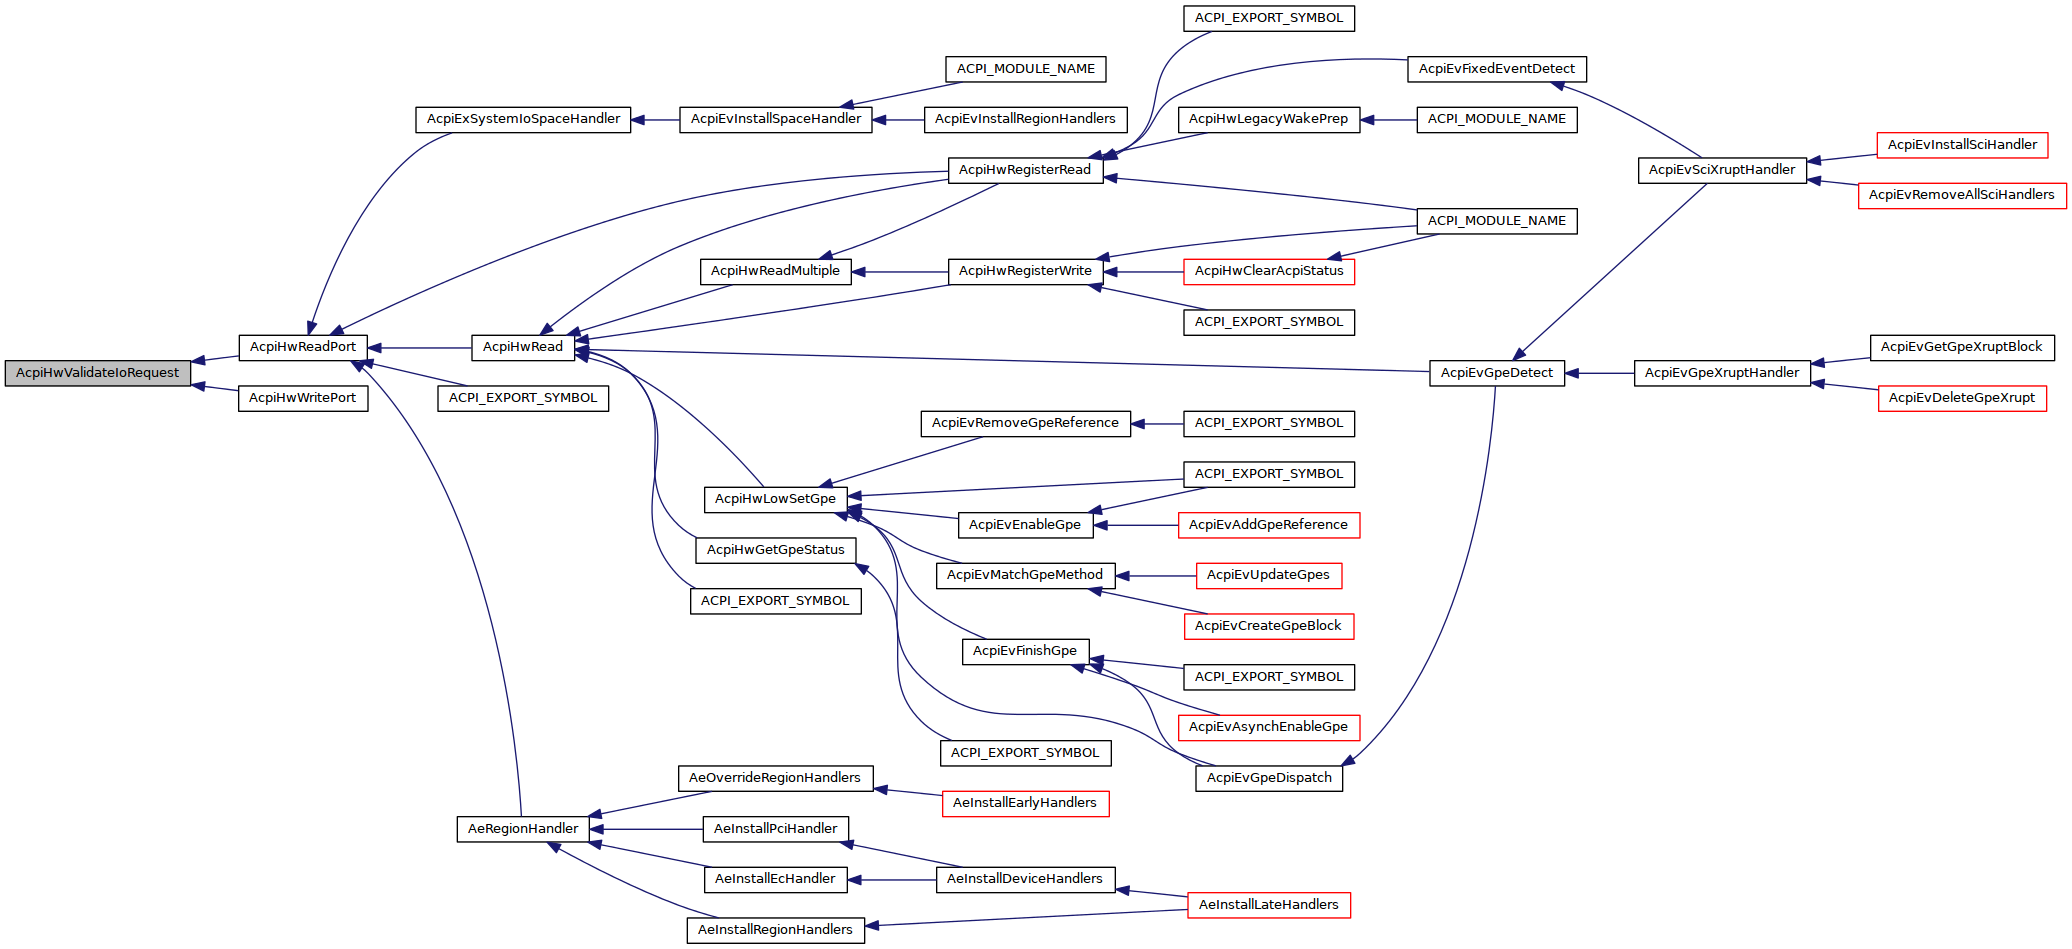 ACPI_EXPORT_SYMBOL
ACPI_MODULE_NAME
AcpiEvFixedEventDetect
AcpiExSystemIoSpaceHandler
AcpiEvInstallSpaceHandler
AcpiEvInstallRegionHandlers
AcpiHwLegacyWakePrep
ACPI_MODULE_NAME
AcpiEvInstallSciHandler
AcpiHwRegisterRead
AcpiEvSciXruptHandler
AcpiEvRemoveAllSciHandlers
ACPI_MODULE_NAME
AcpiHwReadMultiple
AcpiHwRegisterWrite
AcpiHwClearAcpiStatus
ACPI_EXPORT_SYMBOL
AcpiHwReadPort
AcpiHwRead
AcpiEvGetGpeXruptBlock
AcpiHwValidateIoRequest
AcpiEvGpeDetect
AcpiEvGpeXruptHandler
AcpiHwWritePort
ACPI_EXPORT_SYMBOL
AcpiEvDeleteGpeXrupt
AcpiEvRemoveGpeReference
ACPI_EXPORT_SYMBOL
ACPI_EXPORT_SYMBOL
AcpiHwLowSetGpe
AcpiEvEnableGpe
AcpiEvAddGpeReference
AcpiHwGetGpeStatus
AcpiEvMatchGpeMethod
AcpiEvUpdateGpes
ACPI_EXPORT_SYMBOL
AcpiEvCreateGpeBlock
AcpiEvFinishGpe
ACPI_EXPORT_SYMBOL
AcpiEvAsynchEnableGpe
ACPI_EXPORT_SYMBOL
AeOverrideRegionHandlers
AcpiEvGpeDispatch
AeInstallEarlyHandlers
AeRegionHandler
AeInstallPciHandler
AeInstallEcHandler
AeInstallDeviceHandlers
AeInstallLateHandlers
AeInstallRegionHandlers